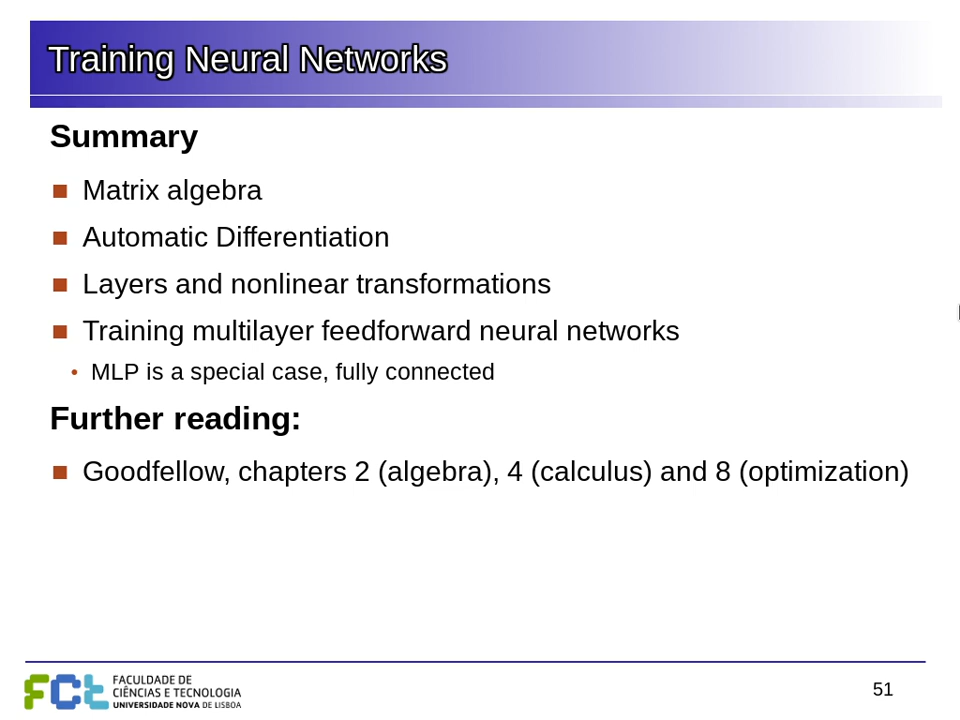 Training Neural Networks
Summary
Matrix algebra
Automatic Differentiation
Layers and nonlinear transformations
Training multilayer feedforward neural networks
MLP is a special case, fully connected
Further reading:
Goodfellow, chapters 2 (algebra), 4 (calculus) and 8 (optimization)
FCt
FACULDADE DE
CIÊNCIAS E TECNOLOGIA
UNIVERSIDADE NOVA DE LISBOA
51